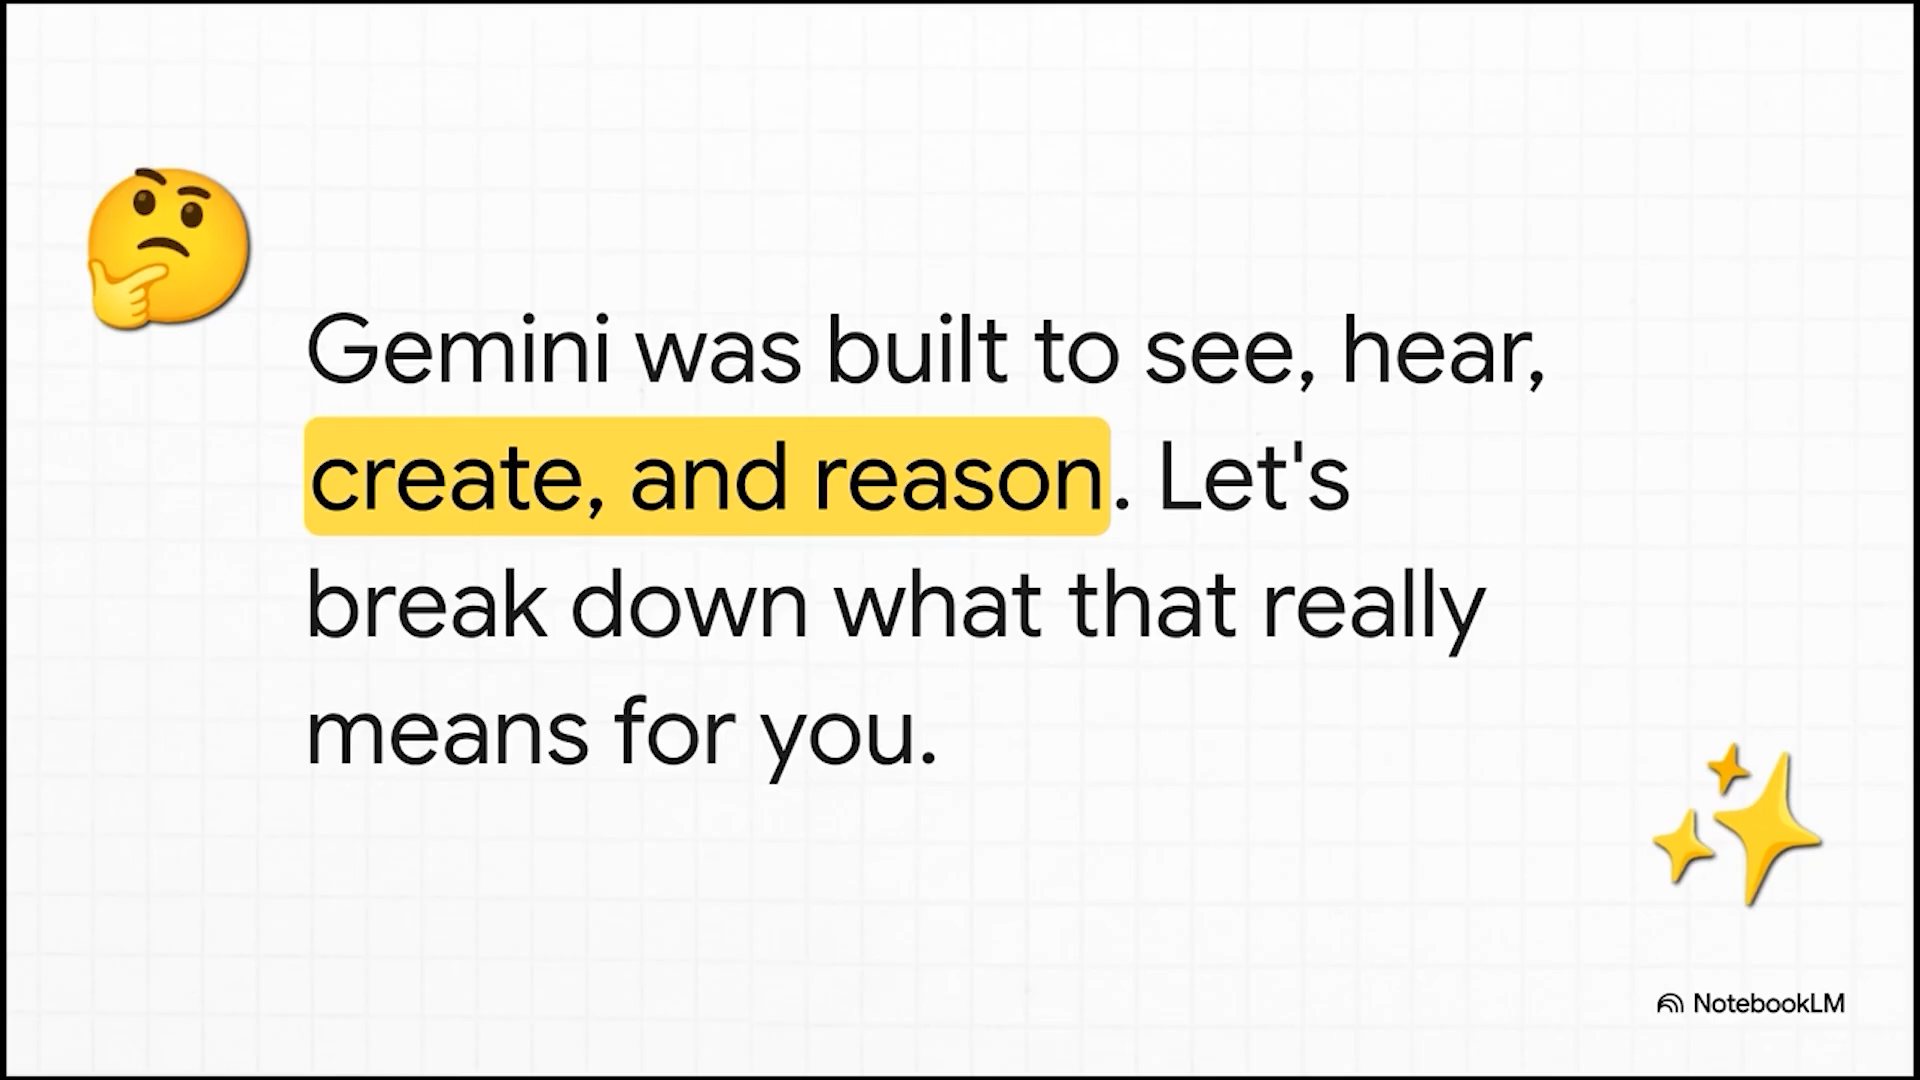 Gemini was built to see, hear,
create, and reason. Let's
break down what that really
means for you.
NotebookLM